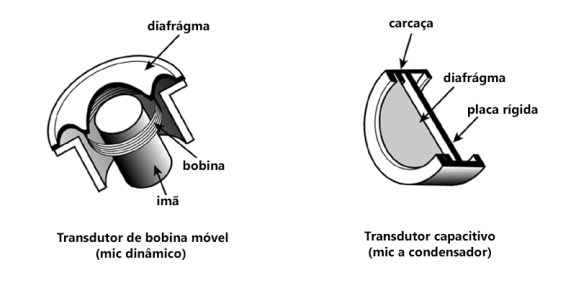 diafrágma
bobina
imã
Transdutor de bobina móvel
(mic dinâmico)
carcaça
diafrágma
placa rígida
Transdutor capacitivo
(mic a condensador)